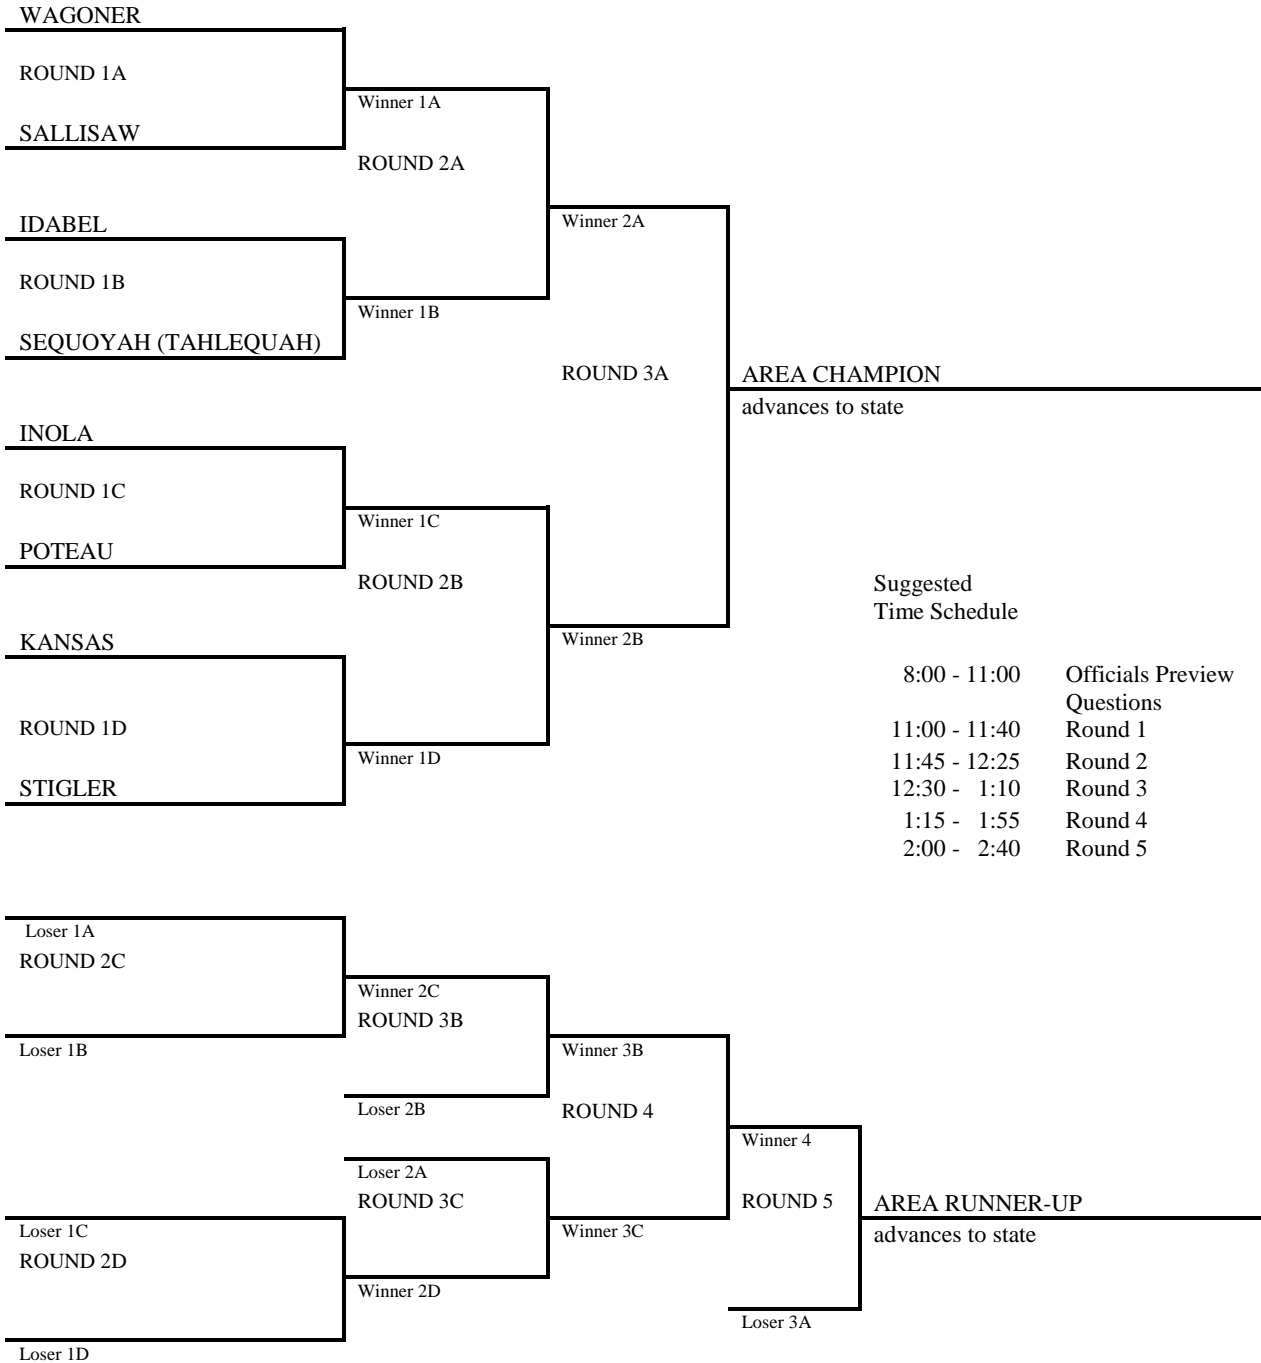 WAGONER
ROUND 1A
Winner 1A
SALLISAW
ROUND 2A
IDABEL
Winner 2A
ROUND 1B
Winner 1B
SEQUOYAH (TAHLEQUAH)
ROUND 3A
AREA CHAMPION
advances to state
INOLA
ROUND 1C
Winner 1C
POTEAU
ROUND 2B
Winner 2B
KANSAS
ROUND 1D
Winner 1D
STIGLER
Suggested
Time Schedule
8:00 - 11:00 Officials Preview
Questions
11:00 - 11:40 Round 1
11:45 - 12:25 Round 2
12:30 - 1:10 Round 3
1:15 - 1:55 Round 4
2:00 - 2:40 Round 5
Loser 1A
ROUND 2C
Winner 2C
ROUND 3B
Loser 1B
Winner 3B
Loser 2B
ROUND 4
Winner 4
Loser 2A
ROUND 3C
ROUND 5
AREA RUNNER-UP
advances to state
Loser 1C
Winner 3C
ROUND 2D
Winner 2D
Loser 3A
Loser 1D